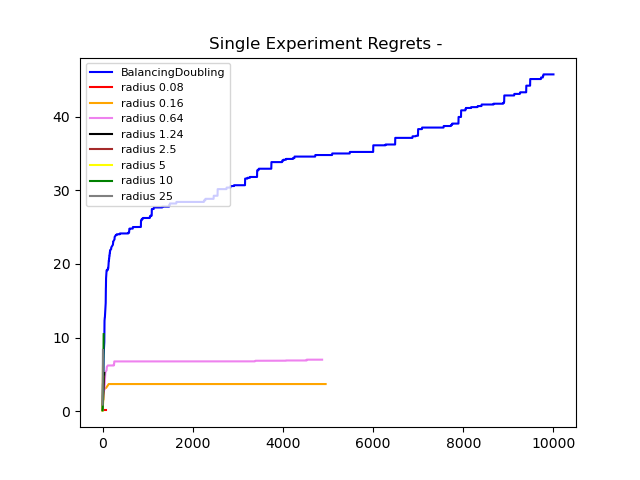 Single Experiment Regrets -
BalancingDoubling
radius 0.08
radius 0.16
radius 0.64
radius 1.24
radius 2.5
radius 5
radius 10
radius 25
40
30
20
10
0
0 2000 4000 6000 8000 10000